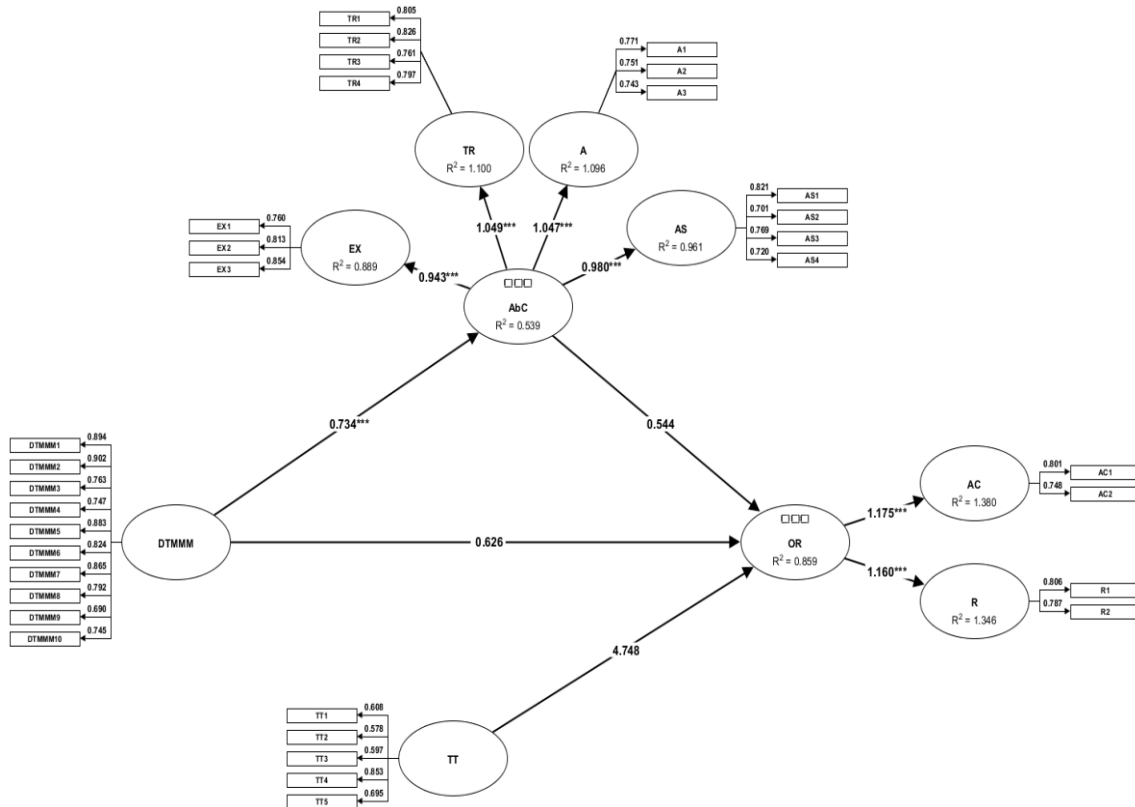 TR1 0.805
TR2 0.826
TR3 0.761
TR4 0.797
0.771 A1
0.751 A2
0.743 A3
TR
R² = 1.100
A
R² = 1.096
EX1 0.760
EX2 0.813
EX3 0.854
EX
R² = 0.889
AS
R² = 0.961
0.821 AS1
0.701 AS2
0.769 AS3
0.720 AS4
1.049***
1.047***
0.943***
0.980***
□□□
AbC
R² = 0.539
0.734***
0.544
DTMMM1 0.894
DTMMM2 0.902
DTMMM3 0.763
DTMMM4 0.747
DTMMM5 0.883
DTMMM6 0.824
DTMMM7 0.865
DTMMM8 0.792
DTMMM9 0.690
DTMMM10 0.745
DTMMM
0.626
□□□
OR
R² = 0.859
1.175***
1.160***
AC
R² = 1.380
0.801 AC1
0.748 AC2
R
R² = 1.346
0.806 R1
0.787 R2
4.748
TT1 0.608
TT2 0.578
TT3 0.597
TT4 0.853
TT5 0.695
TT